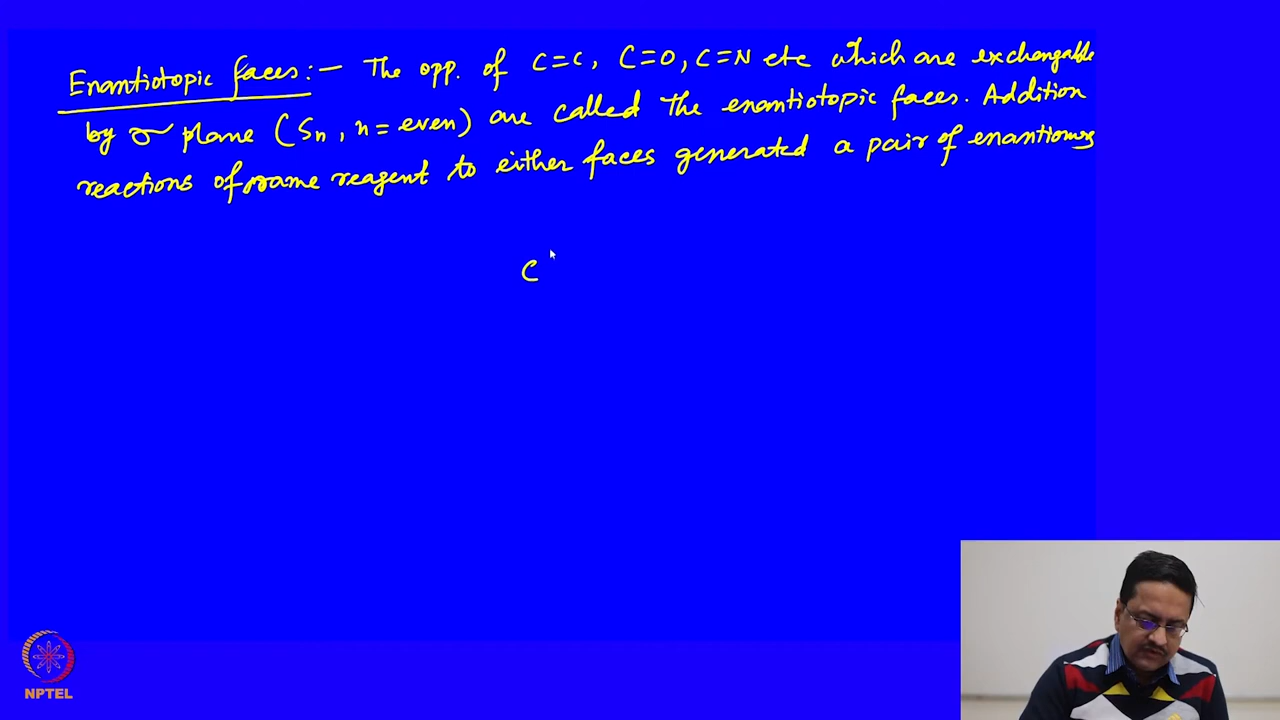 Enantiotopic faces:- The opp. of C=C, C=O, C=N etc which are exchangable
by σ plane (Sn, n = even) are called the enantiotopic faces. Addition
reactions of same reagent to either faces generated a pair of enantiomers
C
NPTEL